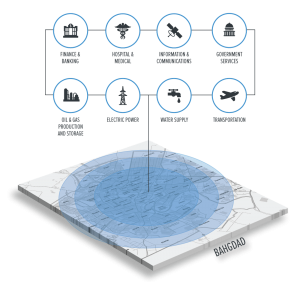 FINANCE &
BANKING
HOSPITAL &
MEDICAL
INFORMATION &
COMMUNICATIONS
GOVERNMENT
SERVICES
OIL & GAS
PRODUCTION
AND STORAGE
ELECTRIC POWER
WATER SUPPLY
TRANSPORTATION
BAHGDAD